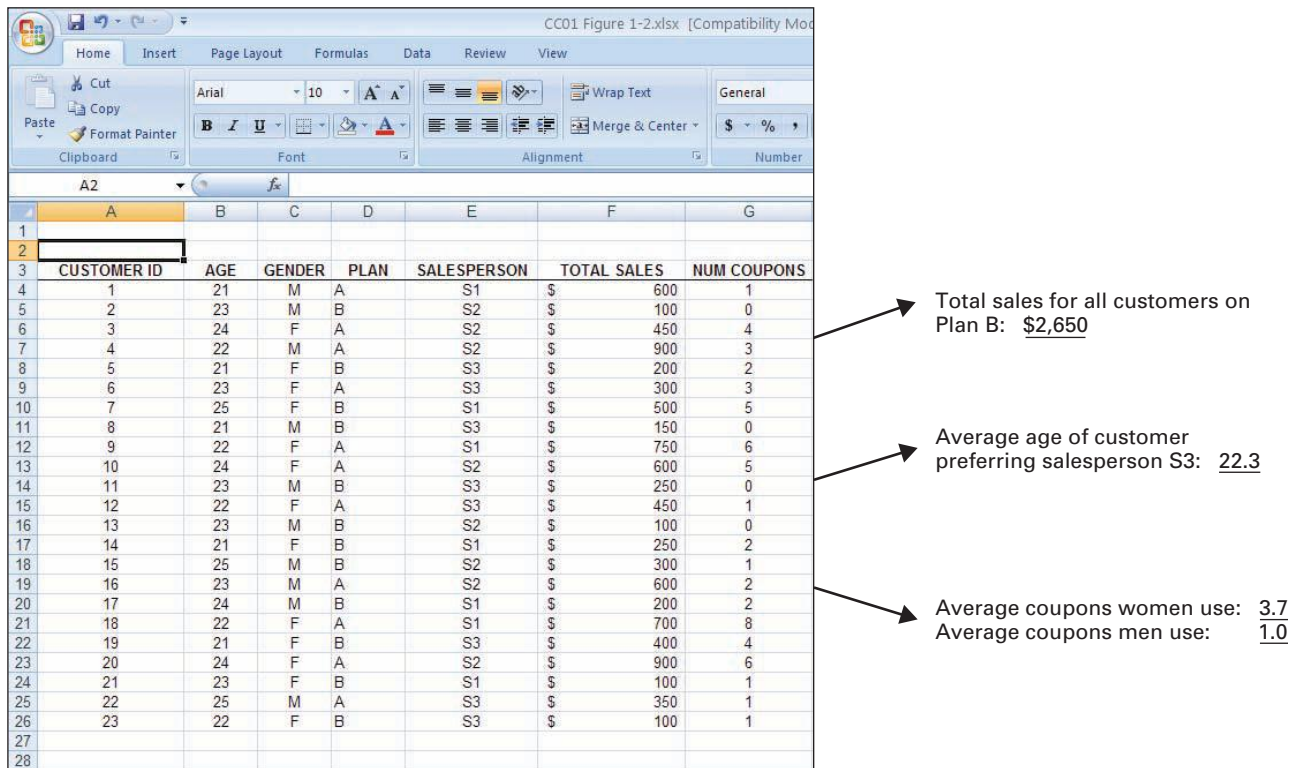 CC01 Figure 1-2.xlsx [Compatibility Mod
Home Insert Page Layout Formulas Data Review View
Paste
Cut
Copy
Format Painter
Clipboard
Arial 10 A A
B I U A
Font
Wrap Text
Merge & Center
Alignment
General
$ % ,
Number
A2 fx
A B C D E F G
1
2
3 CUSTOMER ID AGE GENDER PLAN SALESPERSON TOTAL SALES NUM COUPONS
4 1 21 M A S1 $ 600 1
5 2 23 M B S2 $ 100 0
6 3 24 F A S2 $ 450 4
7 4 22 M A S2 $ 900 3
8 5 21 F B S3 $ 200 2
9 6 23 F A S3 $ 300 3
10 7 25 F B S1 $ 500 5
11 8 21 M B S3 $ 150 0
12 9 22 F A S1 $ 750 6
13 10 24 F A S2 $ 600 5
14 11 23 M B S3 $ 250 0
15 12 22 F A S3 $ 450 1
16 13 23 M B S2 $ 100 0
17 14 21 F B S1 $ 250 2
18 15 25 M B S2 $ 300 1
19 16 23 M A S2 $ 600 2
20 17 24 M B S1 $ 200 2
21 18 22 F A S1 $ 700 8
22 19 21 F B S3 $ 400 4
23 20 24 F A S2 $ 900 6
24 21 23 F B S1 $ 100 1
25 22 25 M A S3 $ 350 1
26 23 22 F B S3 $ 100 1
27
28
Total sales for all customers on
Plan B: $2,650
Average age of customer
preferring salesperson S3: 22.3
Average coupons women use: 3.7
Average coupons men use: 1.0